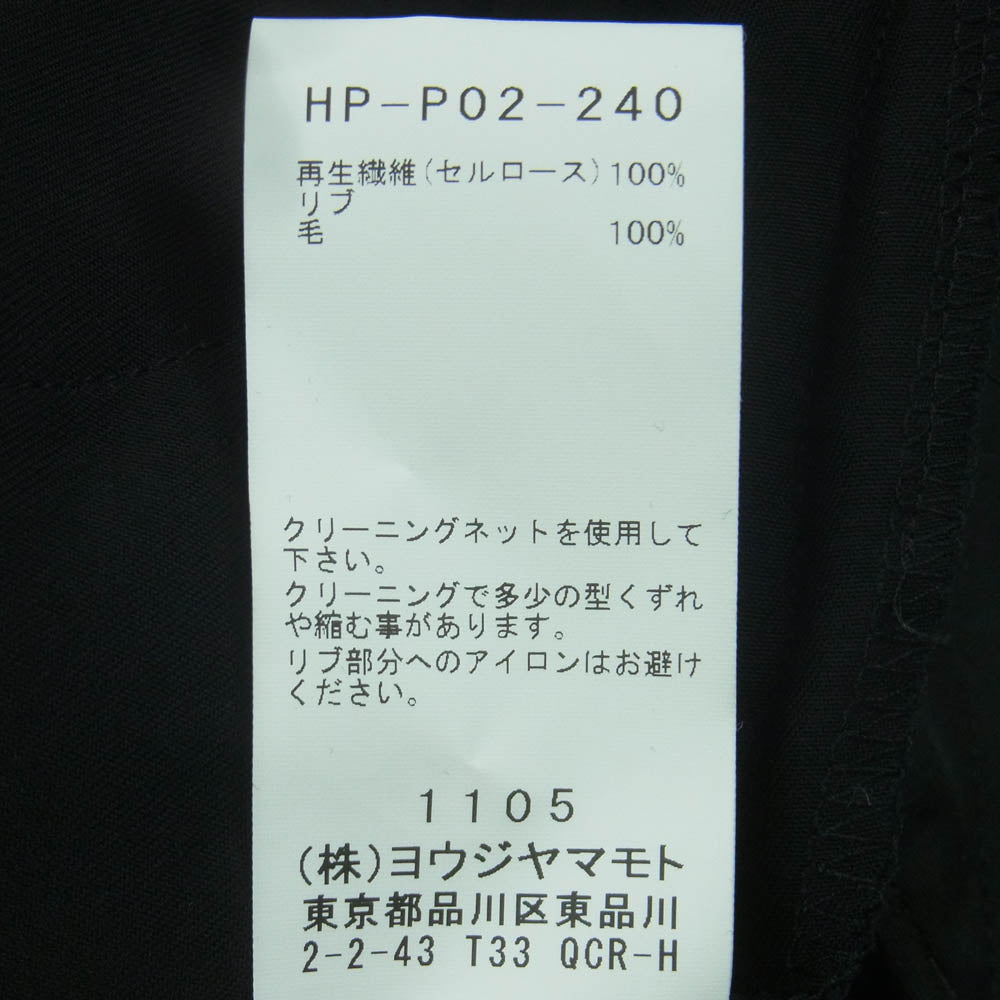 HP-P02-240
再生繊維(セルロース)100%
リブ
毛 100%
クリーニングネットを使用して
下さい。
クリーニングで多少の型くずれ
や縮む事があります。
リブ部分へのアイロンはお避け
ください。
1105
(株)ヨウジヤマモト
東京都品川区東品川
2-2-43 T33 QCR-H